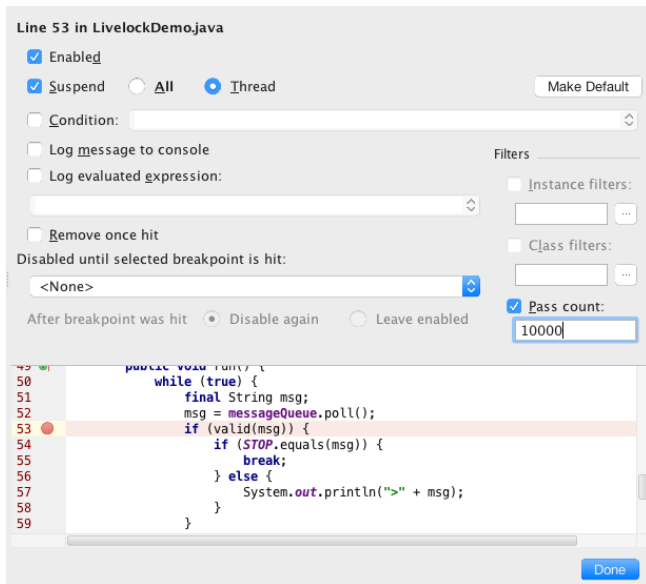 Line 53 in LivelockDemo.java
Enabled
Suspend All Thread Make Default
Condition:
Log message to console
Filters
Log evaluated expression:
Instance filters:
...
Remove once hit
Class filters:
Disabled until selected breakpoint is hit:
...
<None>
Pass count:
After breakpoint was hit Disable again Leave enabled
10000
49 public void run() {
50 while (true) {
51 final String msg;
52 msg = messageQueue.poll();
53 if (valid(msg)) {
54 if (STOP.equals(msg)) {
55 break;
56 } else {
57 System.out.println(">" + msg);
58 }
59 }
Done